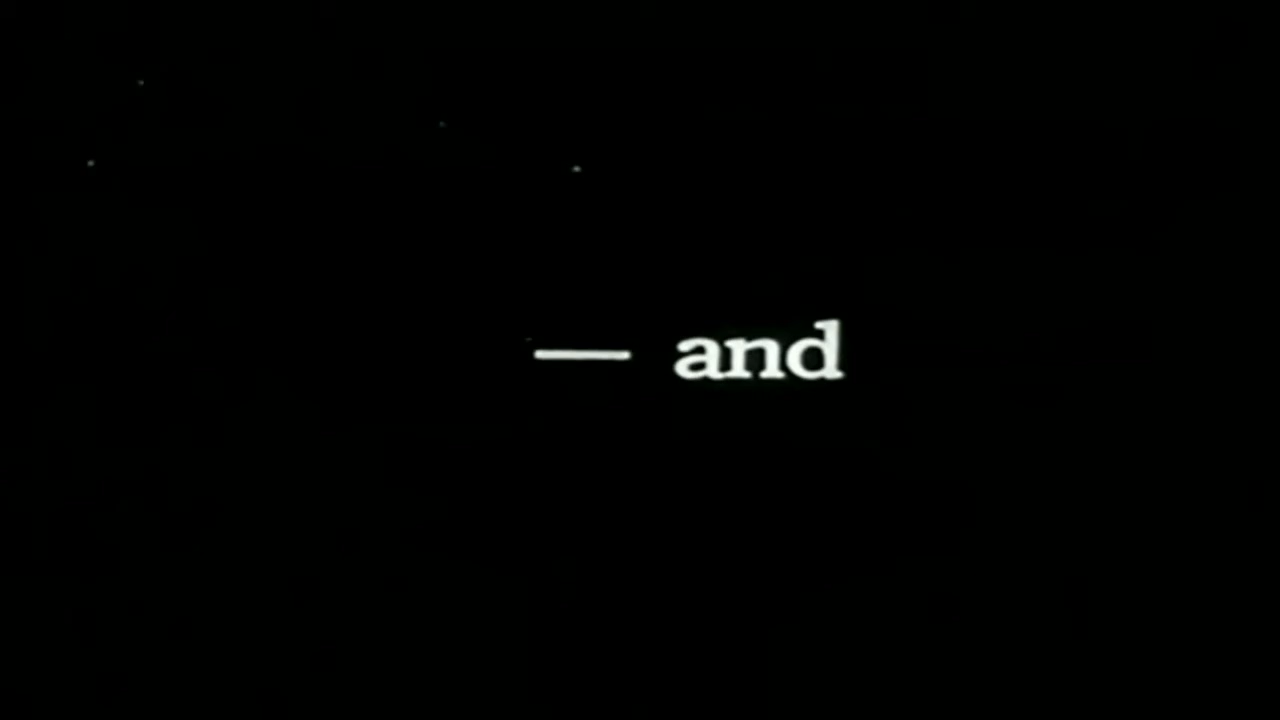 — and